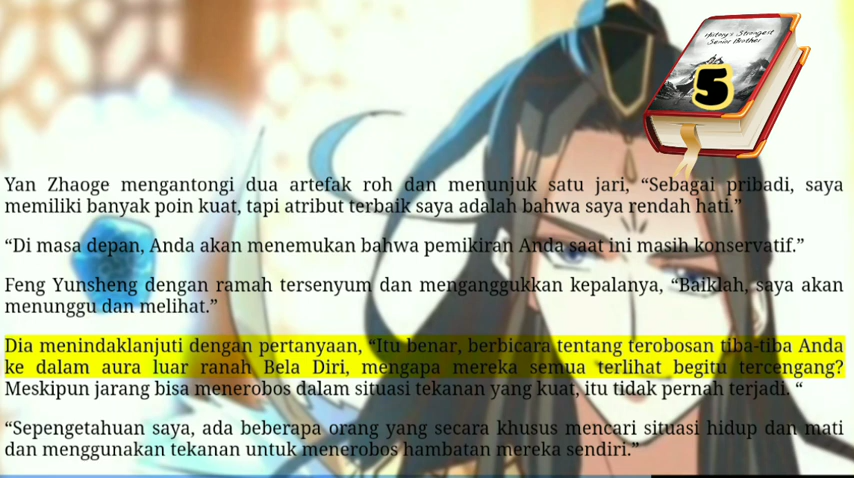 History's Strongest
Senior Brother
5
Yan Zhaoge mengantongi dua artefak roh dan menunjuk satu jari, “Sebagai pribadi, saya
memiliki banyak poin kuat, tapi atribut terbaik saya adalah bahwa saya rendah hati.”
“Di masa depan, Anda akan menemukan bahwa pemikiran Anda saat ini masih konservatif.”
Feng Yunsheng dengan ramah tersenyum dan menganggukkan kepalanya, “Baiklah, saya akan
menunggu dan melihat.”
Dia menindaklanjuti dengan pertanyaan, “Itu benar, berbicara tentang terobosan tiba-tiba Anda
ke dalam aura luar ranah Bela Diri, mengapa mereka semua terlihat begitu tercengang?
Meskipun jarang bisa menerobos dalam situasi tekanan yang kuat, itu tidak pernah terjadi. “
“Sepengetahuan saya, ada beberapa orang yang secara khusus mencari situasi hidup dan mati
dan menggunakan tekanan untuk menerobos hambatan mereka sendiri.”